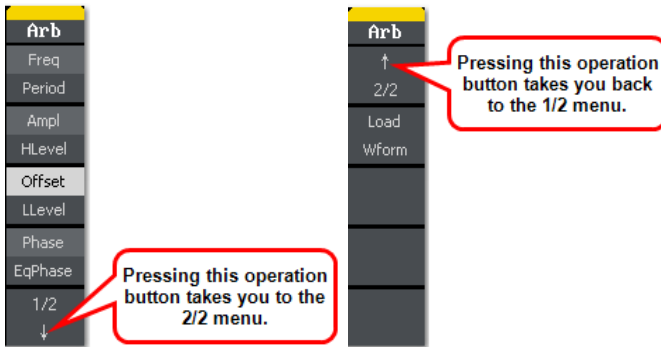 Arb
Freq
Period
Ampl
HLevel
Offset
LLevel
Phase
EqPhase
1/2
↓
Pressing this operation
button takes you to the
2/2 menu.
Arb
↑
2/2
Load
Wform
Pressing this operation
button takes you back
to the 1/2 menu.